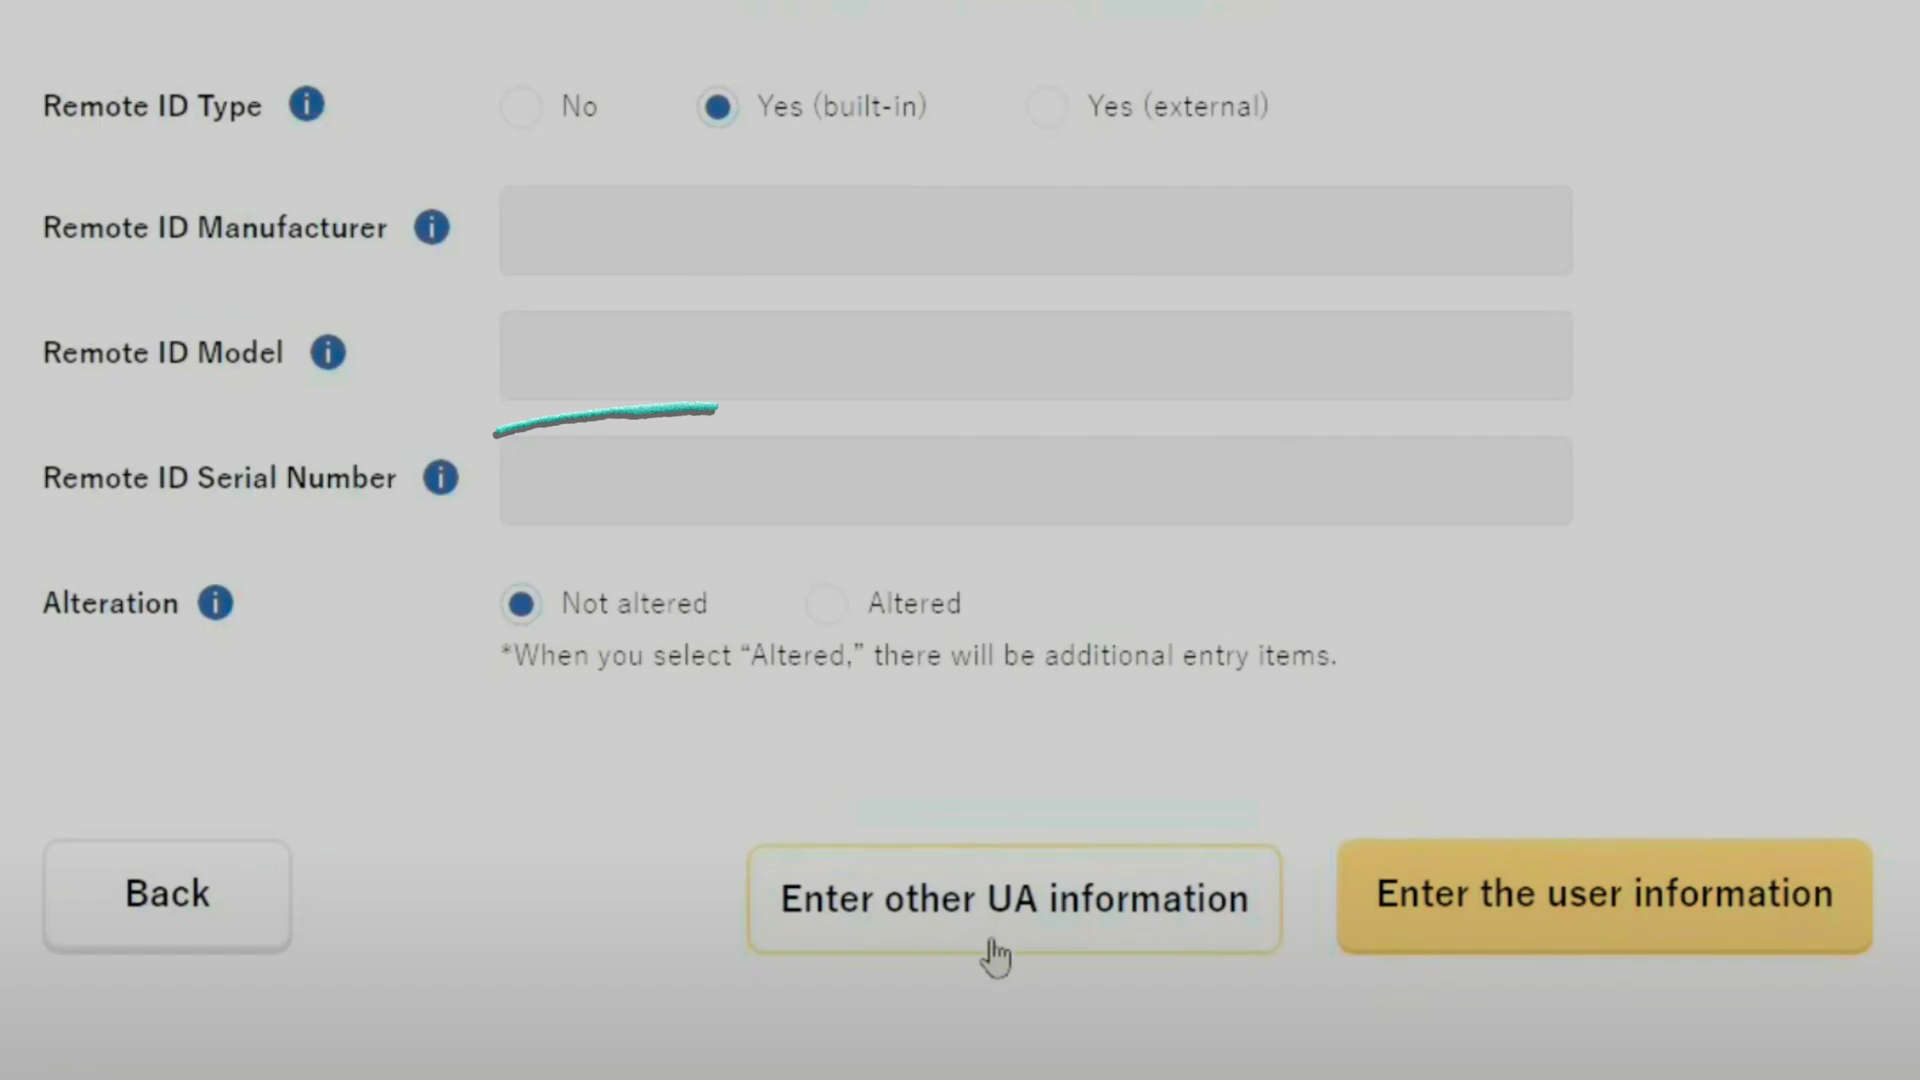 Remote ID Type i No Yes (built-in) Yes (external)
Remote ID Manufacturer i
Remote ID Model i
Remote ID Serial Number i
Alteration i Not altered Altered
*When you select “Altered,” there will be additional entry items.
Back Enter other UA information Enter the user information